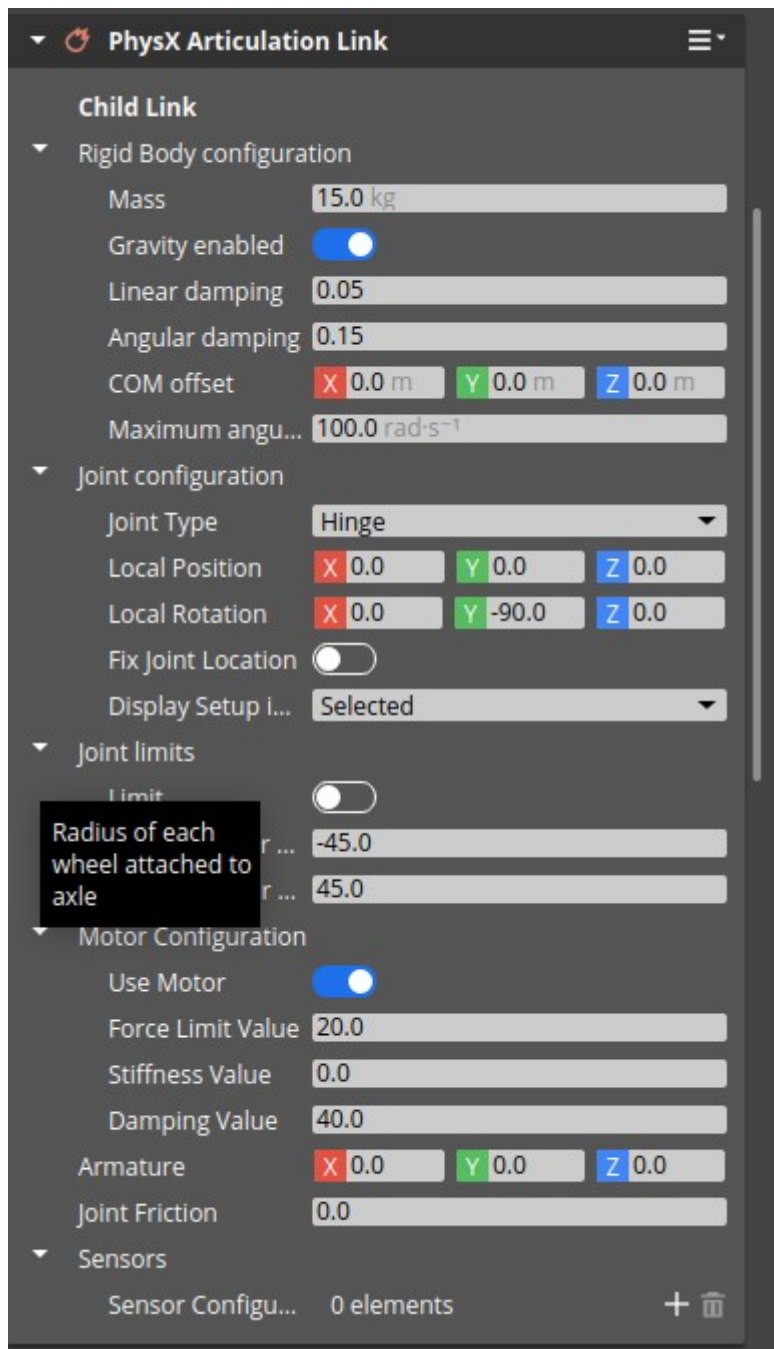 PhysX Articulation Link
Child Link
Rigid Body configuration
Mass 15.0 kg
Gravity enabled
Linear damping 0.05
Angular damping 0.15
COM offset X 0.0 m Y 0.0 m Z 0.0 m
Maximum angu... 100.0 rad·s⁻¹
Joint configuration
Joint Type Hinge
Local Position X 0.0 Y 0.0 Z 0.0
Local Rotation X 0.0 Y -90.0 Z 0.0
Fix Joint Location
Display Setup i... Selected
Joint limits
Limit
Radius of each
wheel attached to
axle
r ... -45.0
r ... 45.0
Motor Configuration
Use Motor
Force Limit Value 20.0
Stiffness Value 0.0
Damping Value 40.0
Armature X 0.0 Y 0.0 Z 0.0
Joint Friction 0.0
Sensors
Sensor Configu... 0 elements